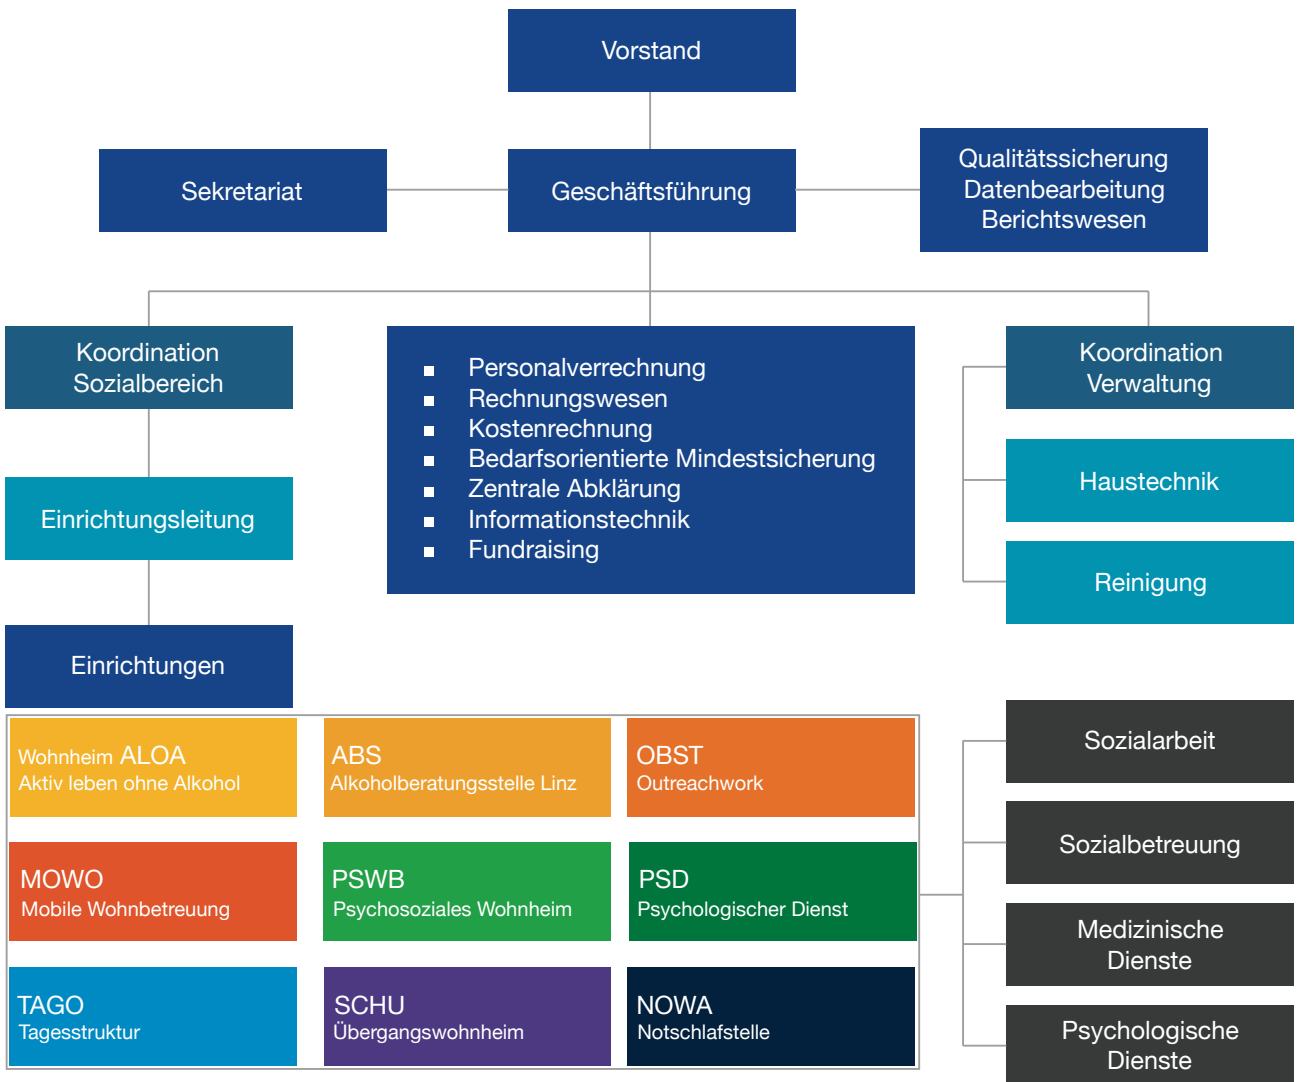 Vorstand
Sekretariat
Geschäftsführung
Qualitätssicherung
Datenbearbeitung
Berichtswesen
Koordination
Sozialbereich
Einrichtungsleitung
Einrichtungen
Personalverrechnung
Rechnungswesen
Kostenrechnung
Bedarfsorientierte Mindestsicherung
Zentrale Abklärung
Informationstechnik
Fundraising
Koordination
Verwaltung
Haustechnik
Reinigung
Wohnheim ALOA
Aktiv leben ohne Alkohol
ABS
Alkoholberatungsstelle Linz
OBST
Outreachwork
MOWO
Mobile Wohnbetreuung
PSWB
Psychosoziales Wohnheim
PSD
Psychologischer Dienst
TAGO
Tagesstruktur
SCHU
Übergangswohnheim
NOWA
Notschlafstelle
Sozialarbeit
Sozialbetreuung
Medizinische
Dienste
Psychologische
Dienste